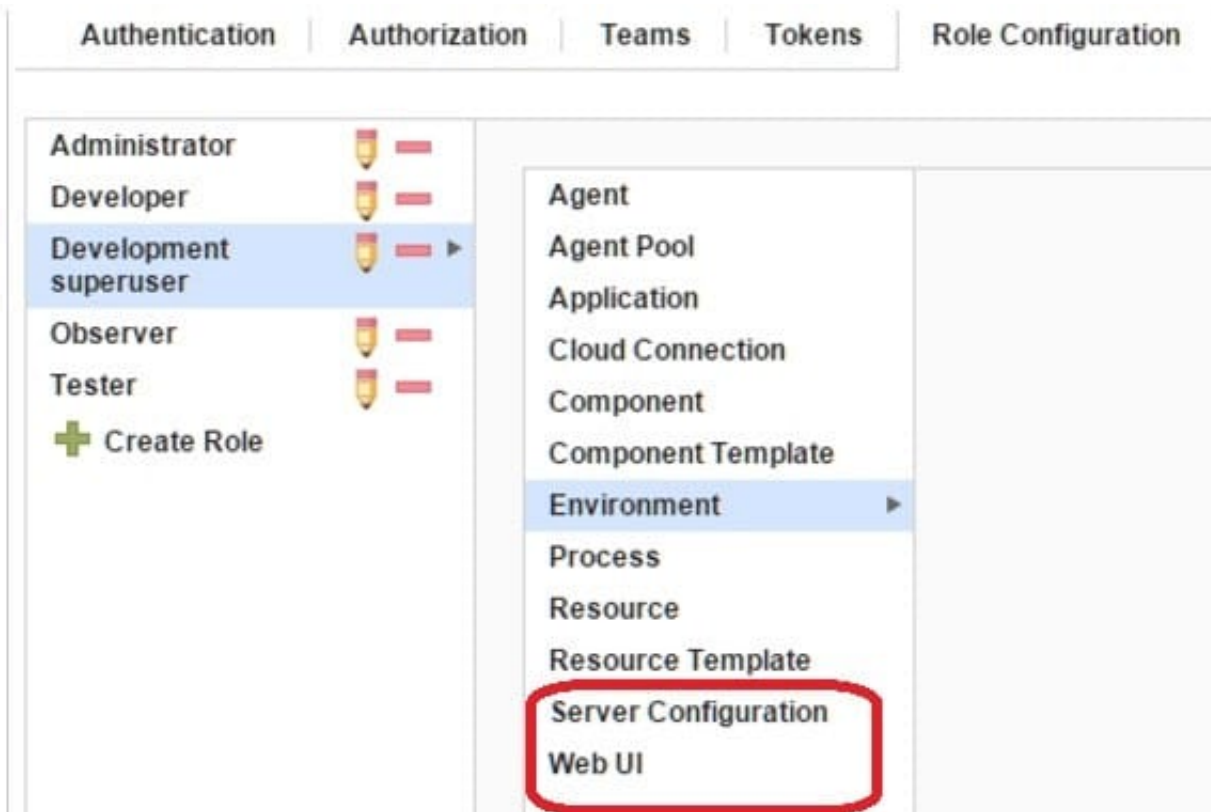 Authentication Authorization Teams Tokens Role Configuration
Administrator
Developer
Development
superuser
Observer
Tester
Create Role
Agent
Agent Pool
Application
Cloud Connection
Component
Component Template
Environment
Process
Resource
Resource Template
Server Configuration
Web UI